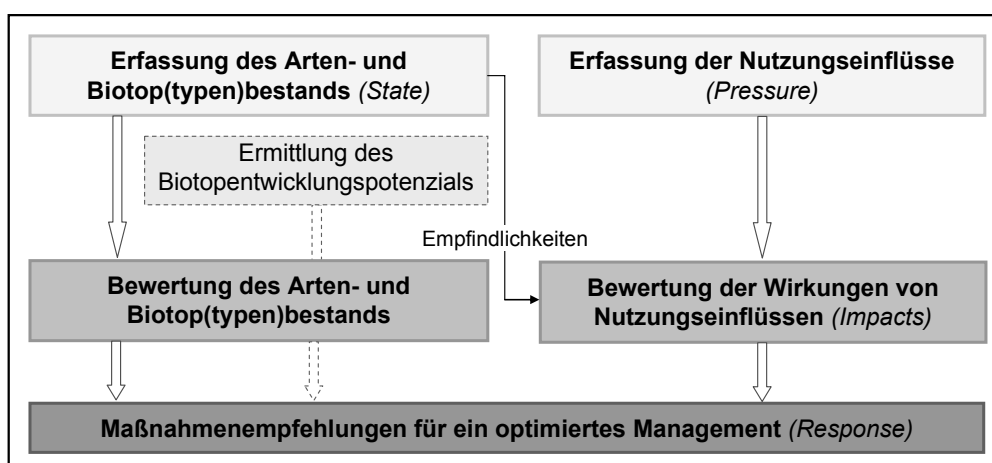 Erfassung des Arten- und
Biotop(typen)bestands (State)
Erfassung der Nutzungseinflüsse
(Pressure)
Ermittlung des
Biotopentwicklungspotenzials
Empfindlichkeiten
Bewertung des Arten- und
Biotop(typen)bestands
Bewertung der Wirkungen von
Nutzungseinflüssen (Impacts)
Maßnahmenempfehlungen für ein optimiertes Management (Response)